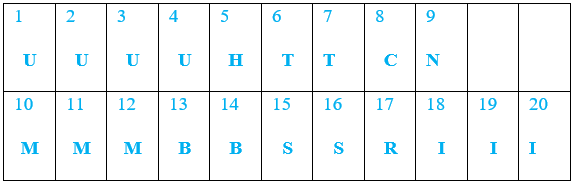 1 2 3 4 5 6 7 8 9
U U U U H T T C N
10 11 12 13 14 15 16 17 18 19 20
M M M B B S S R I I I